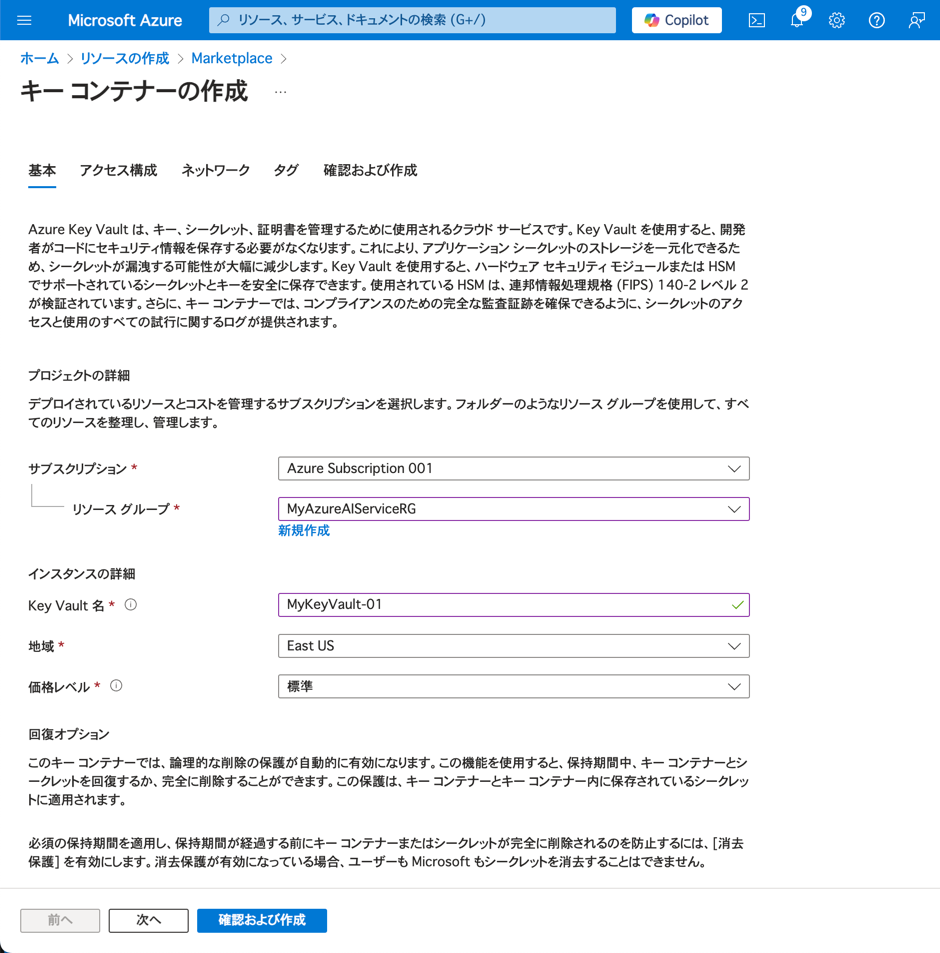 Microsoft Azure
リソース、サービス、ドキュメントの検索 (G+/)
Copilot
9
ホーム > リソースの作成 > Marketplace >
キー コンテナーの作成 ...
基本 アクセス構成 ネットワーク タグ 確認および作成
Azure Key Vault は、キー、シークレット、証明書を管理するために使用されるクラウド サービスです。Key Vault を使用すると、開発
者がコードにセキュリティ情報を保存する必要がなくなります。これにより、アプリケーション シークレットのストレージを一元化できるた
め、シークレットが漏洩する可能性が大幅に減少します。Key Vault を使用すると、ハードウェア セキュリティ モジュールまたは HSM
でサポートされているシークレットとキーを安全に保存できます。使用されている HSM は、連邦情報処理規格 (FIPS) 140-2 レベル 2
が検証されています。さらに、キー コンテナーでは、コンプライアンスのための完全な監査証跡を確保できるように、シークレットのアク
セスと使用のすべての試行に関するログが提供されます。
プロジェクトの詳細
デプロイされているリソースとコストを管理するサブスクリプションを選択します。フォルダーのようなリソース グループを使用して、すべ
てのリソースを整理し、管理します。
サブスクリプション *
Azure Subscription 001
リソース グループ *
MyAzureAIServiceRG
新規作成
インスタンスの詳細
Key Vault 名 *
MyKeyVault-01
地域 *
East US
価格レベル *
標準
回復オプション
このキー コンテナーでは、論理的な削除の保護が自動的に有効になります。この機能を使用すると、保持期間中、キー コンテナーとシ
ークレットを回復するか、完全に削除することができます。この保護は、キー コンテナーとキー コンテナー内に保存されているシークレッ
トに適用されます。
必須の保持期間を適用し、保持期間が経過する前にキー コンテナーまたはシークレットが完全に削除されるのを防止するには、[消去
保護] を有効にします。消去保護が有効になっている場合、ユーザーも Microsoft もシークレットを消去することはできません。
前へ
次へ
確認および作成